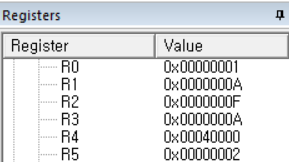 Registers
Register Value
R0 0x00000001
R1 0x0000000A
R2 0x0000000F
R3 0x0000000A
R4 0x00040000
R5 0x00000002